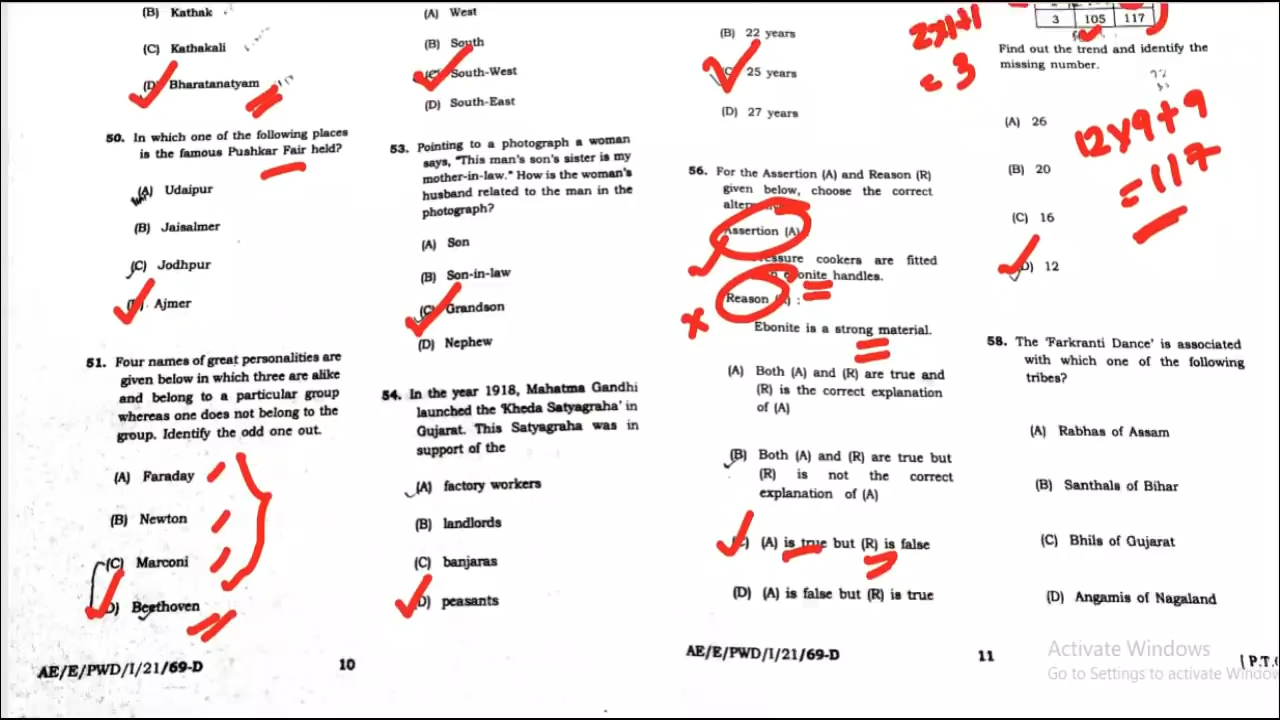 (B) Kathak
(C) Kathakali
(D) Bharatanatyam
50. In which one of the following places
is the famous Pushkar Fair held?
(A) Udaipur
(B) Jaisalmer
(C) Jodhpur
Ajmer
51. Four names of great personalities are
given below in which three are alike
and belong to a particular group
whereas one does not belong to the
group. Identify the odd one out.
(A) Faraday
(B) Newton
(C) Marconi
D) Beethoven
AE/E/PWD/I/21/69-D
10
(A) West
(B) South
(C) South-West
(D) South-East
53. Pointing to a photograph a woman
says, "This man's son's sister is my
mother-in-law." How is the woman's
husband related to the man in the
photograph?
(A) Son
(B) Son-in-law
(C) Grandson
(D) Nephew
54. In the year 1918, Mahatma Gandhi
launched the 'Kheda Satyagraha' in
Gujarat. This Satyagraha was in
support of the
(A) factory workers
(B) landlords
(C) banjaras
D) peasants
(B) 22 years
(C) 25 years
(D) 27 years
56. For the Assertion (A) and Reason (R)
given below, choose the correct
Assertion (A)
cookers are fitted
ebonite handles.
Reason :
Ebonite is a strong material.
(A) Both (A) and (R) are true and
(R) is the correct explanation
of (A)
(B) Both (A) and (R) are true but
(R) is not the correct
explanation of (A)
(A) is true but (R) is false
(D) (A) is false but (R) is true
AE/E/PWD/I/21/69-D
11
2x1+1
= 3
3 105 117
Find out the trend and identify the
missing number.
(A) 26
(B) 20
(C) 16
D) 12
12x9+9
=117
58. The 'Farkranti Dance' is associated
with which one of the following
tribes?
(A) Rabhas of Assam
(B) Santhals of Bihar
(C) Bhils of Gujarat
(D) Angamis of Nagaland
Activate Windows
Go to Settings to activate Window
[ P.T.